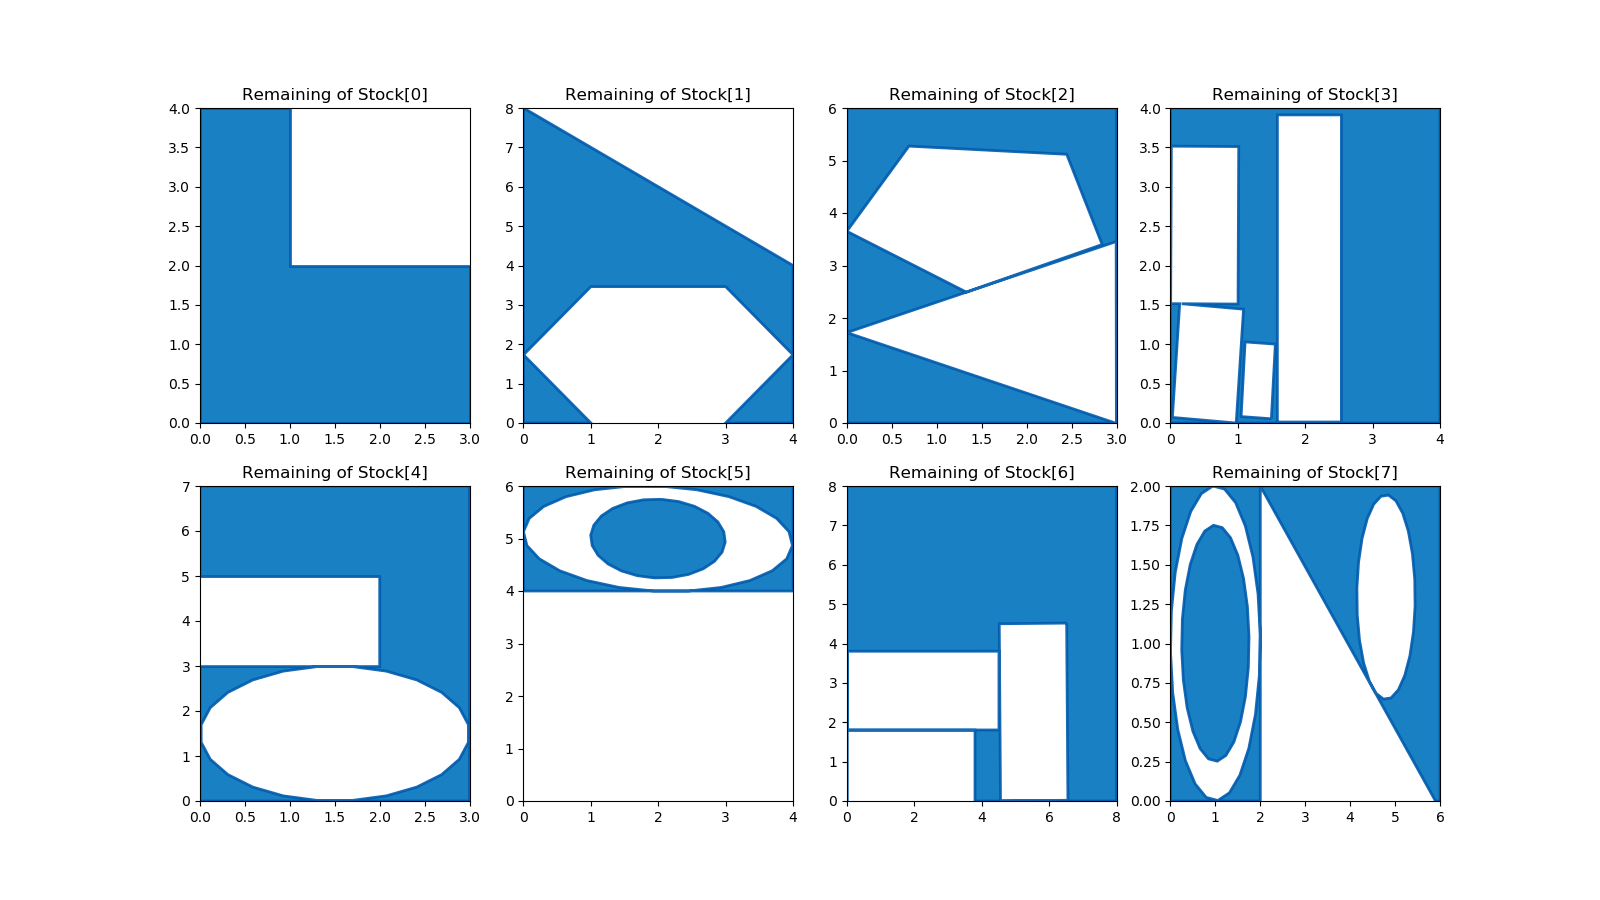 Remaining of Stock[0] Remaining of Stock[1] Remaining of Stock[2] Remaining of Stock[3]
4.0 8 6 4.0
3.5 7 5 3.5
3.0 6 4 3.0
2.5 5 3 2.5
2.0 4 2 2.0
1.5 3 1 1.5
1.0 2 0 1.0
0.5 1 0.5
0.0 0 0.0
0.0 0.5 1.0 1.5 2.0 2.5 3.0 0 1 2 3 4 0.0 0.5 1.0 1.5 2.0 2.5 3.0 0 1 2 3 4
Remaining of Stock[4] Remaining of Stock[5] Remaining of Stock[6] Remaining of Stock[7]
7 6 8 2.00
6 5 7 1.75
5 4 6 1.50
4 3 5 1.25
3 2 4 1.00
2 1 3 0.75
1 0 2 0.50
0 1 0.25
0 0.00
0.0 0.5 1.0 1.5 2.0 2.5 3.0 0 1 2 3 4 0 2 4 6 8 0 1 2 3 4 5 6